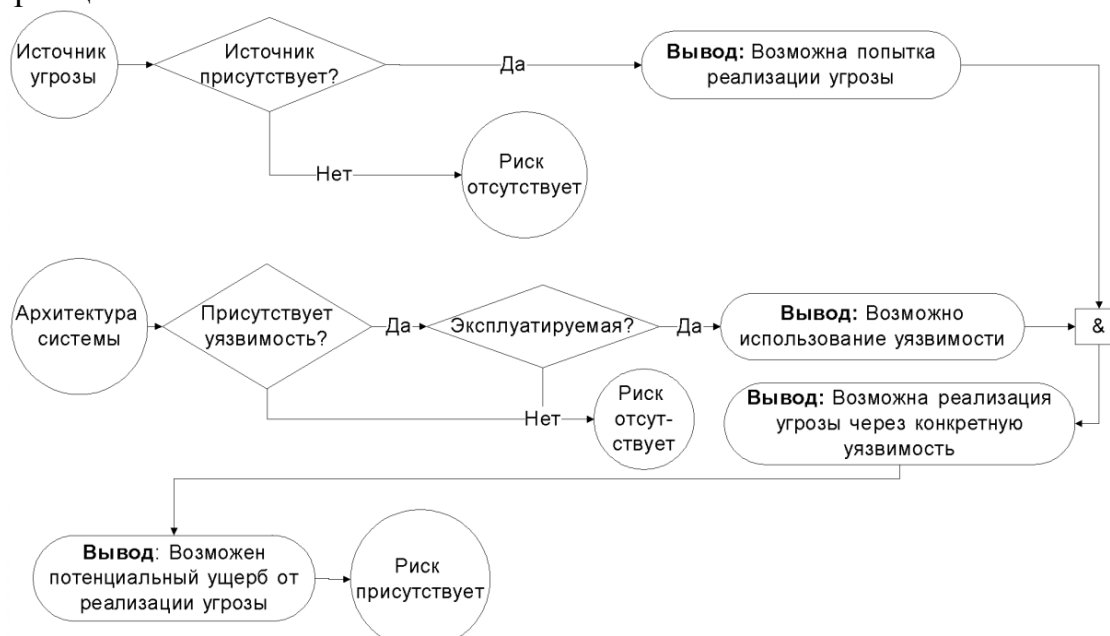 Источник
угрозы
Источник
присутствует?
Да
Вывод: Возможна попытка
реализации угрозы
Нет
Риск
отсутствует
Архитектура
системы
Присутствует
уязвимость?
Да
Эксплуатируемая?
Да
Вывод: Возможно
использование уязвимости
&
Нет
Риск
отсут-
ствует
Вывод: Возможна реализация
угрозы через конкретную
уязвимость
Вывод: Возможен
потенциальный ущерб от
реализации угрозы
Риск
присутствует